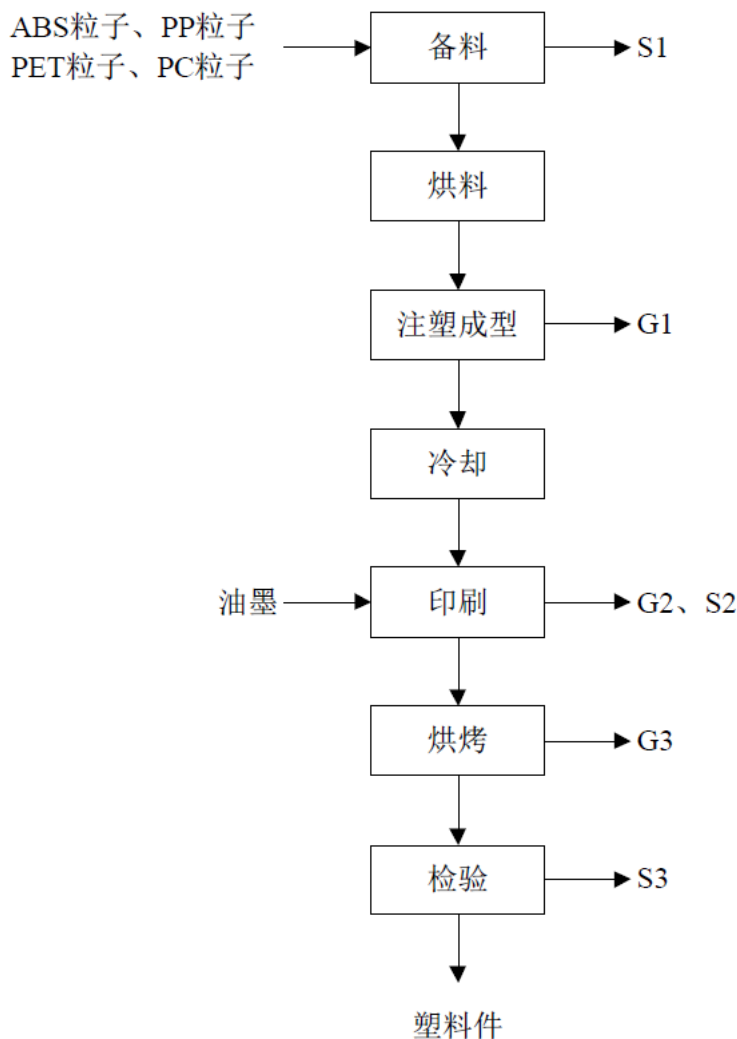 ABS粒子、PP粒子
PET粒子、PC粒子
备料
S1
烘料
注塑成型
G1
冷却
油墨
印刷
G2、S2
烘烤
G3
检验
S3
塑料件